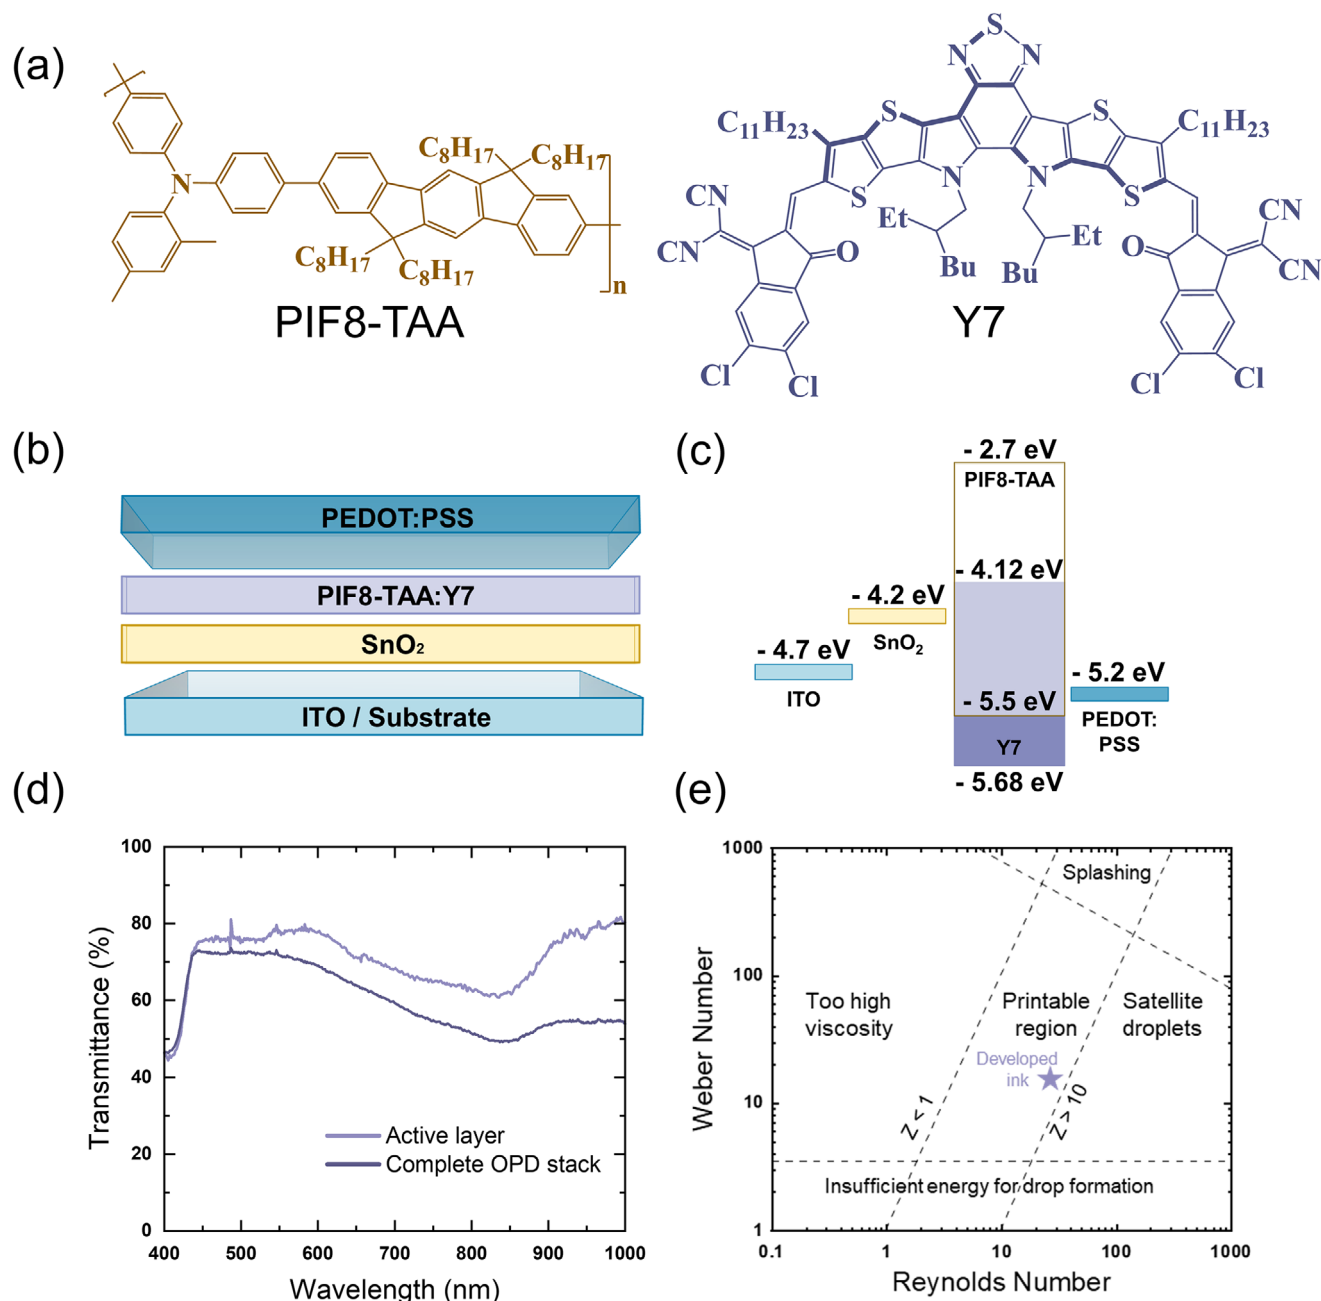 (a)
N
C8H17
C8H17
C8H17
C8H17
n
PIF8-TAA
S
N
N
C11H23
S
S
C11H23
S
N
N
S
CN
CN
Et
Et
Bu
Bu
O
O
CN
CN
Cl
Cl
Cl
Cl
Y7
(b)
PEDOT:PSS
PIF8-TAA:Y7
SnO2
ITO / Substrate
(c)
- 2.7 eV
PIF8-TAA
- 4.12 eV
- 4.2 eV
SnO2
- 4.7 eV
ITO
- 5.5 eV
Y7
- 5.68 eV
- 5.2 eV
PEDOT:
PSS
(d)
Transmittance (%)
100
80
60
40
20
0
Active layer
Complete OPD stack
400 500 600 700 800 900 1000
Wavelength (nm)
(e)
Weber Number
1000
100
10
1
Splashing
Too high
viscosity
Printable
region
Satellite
droplets
Developed
ink
Z < 1
Z > 10
Insufficient energy for drop formation
0.1 1 10 100 1000
Reynolds Number